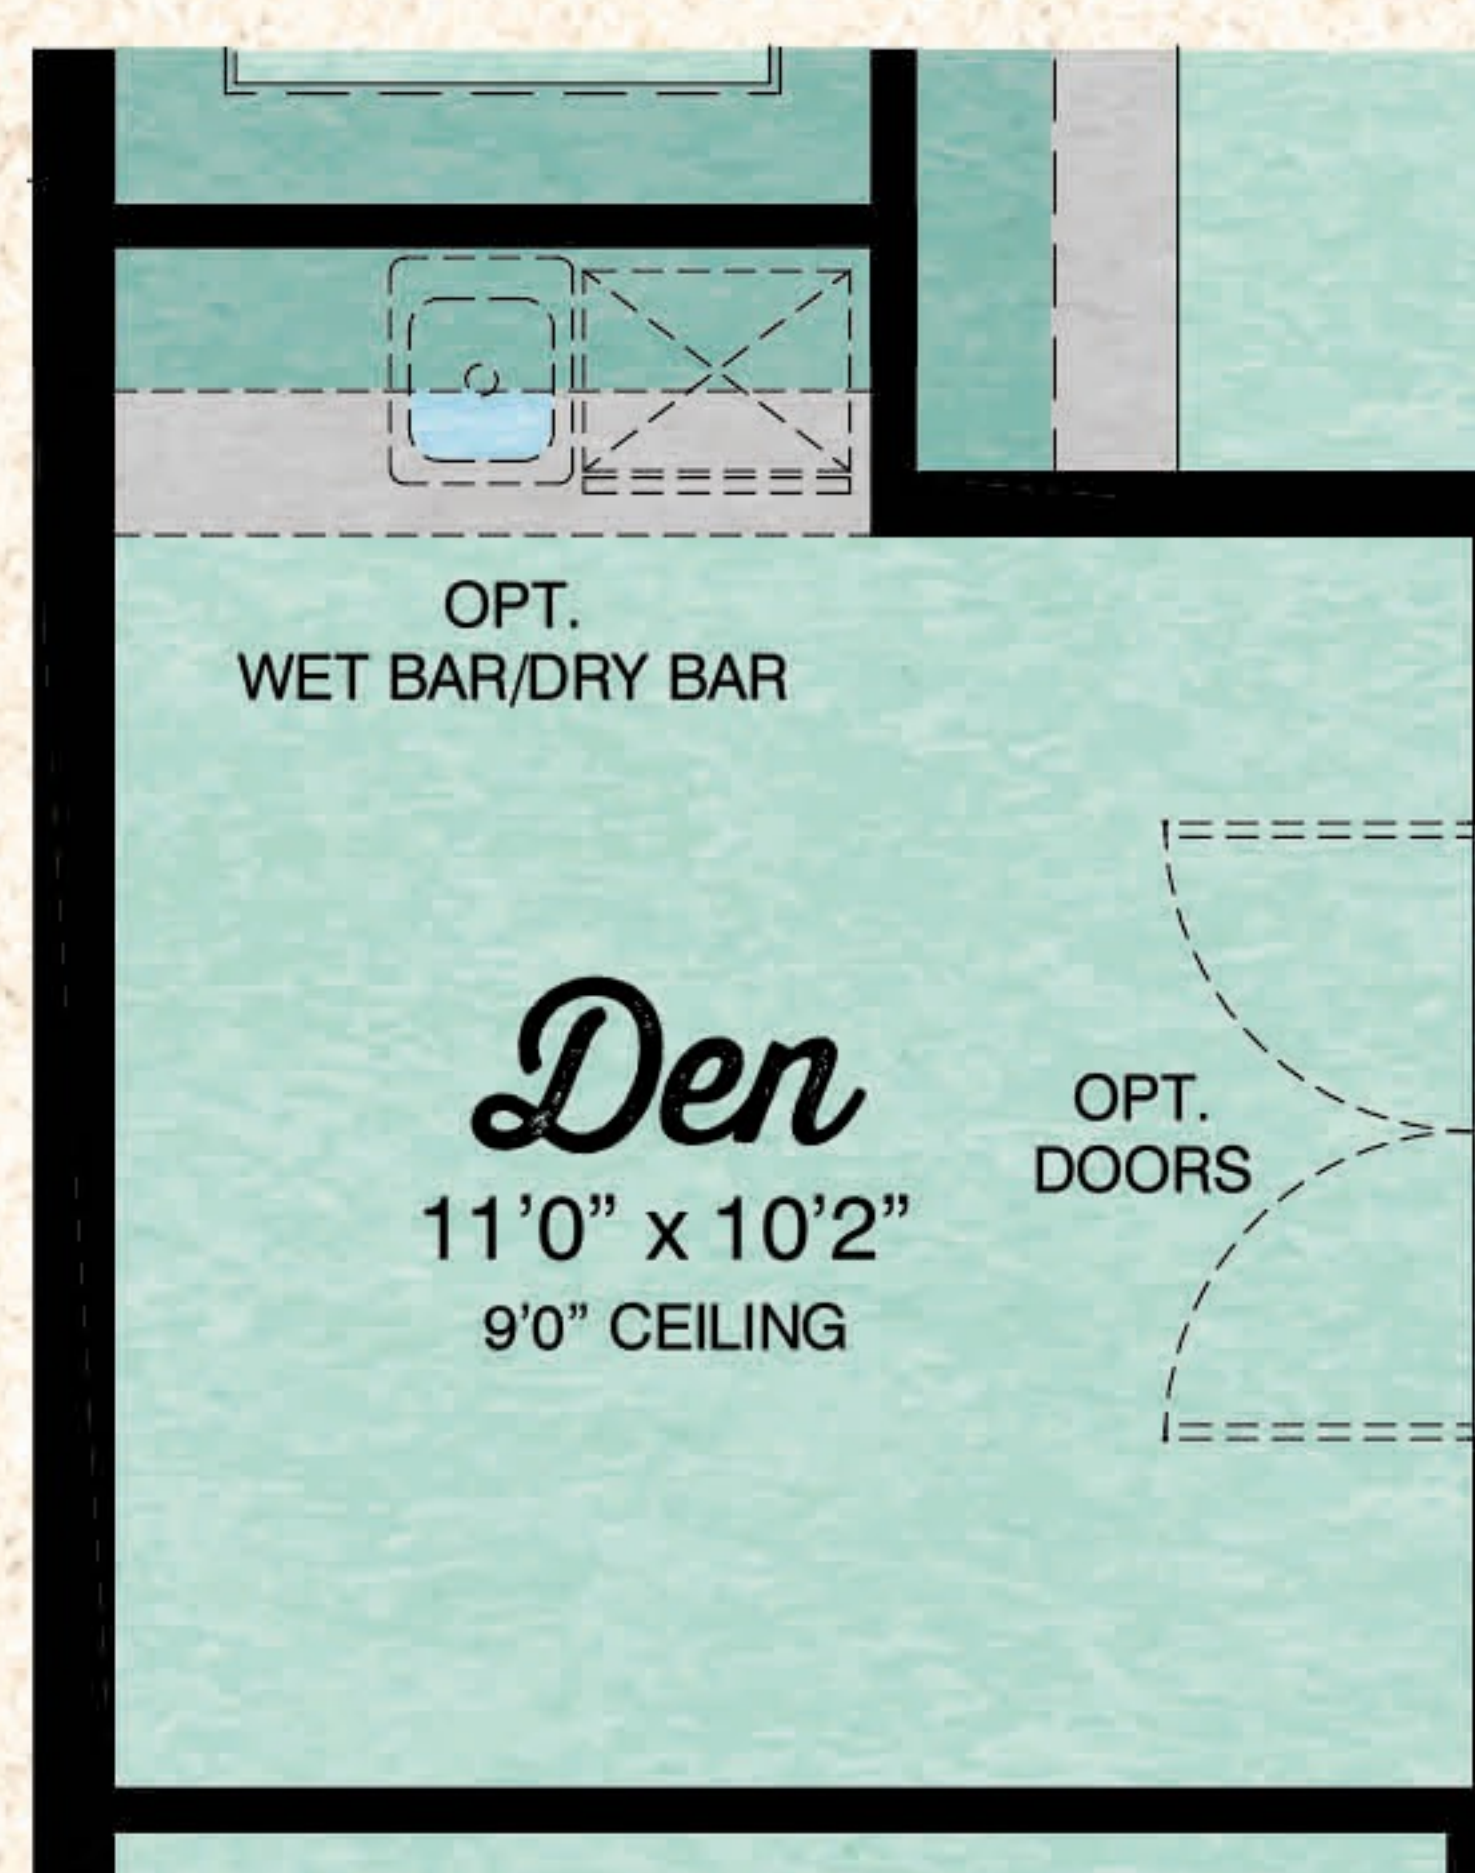 OPT.
WET BAR/DRY BAR
Den
OPT.
DOORS
11’0” x 10’2”
9’0” CEILING